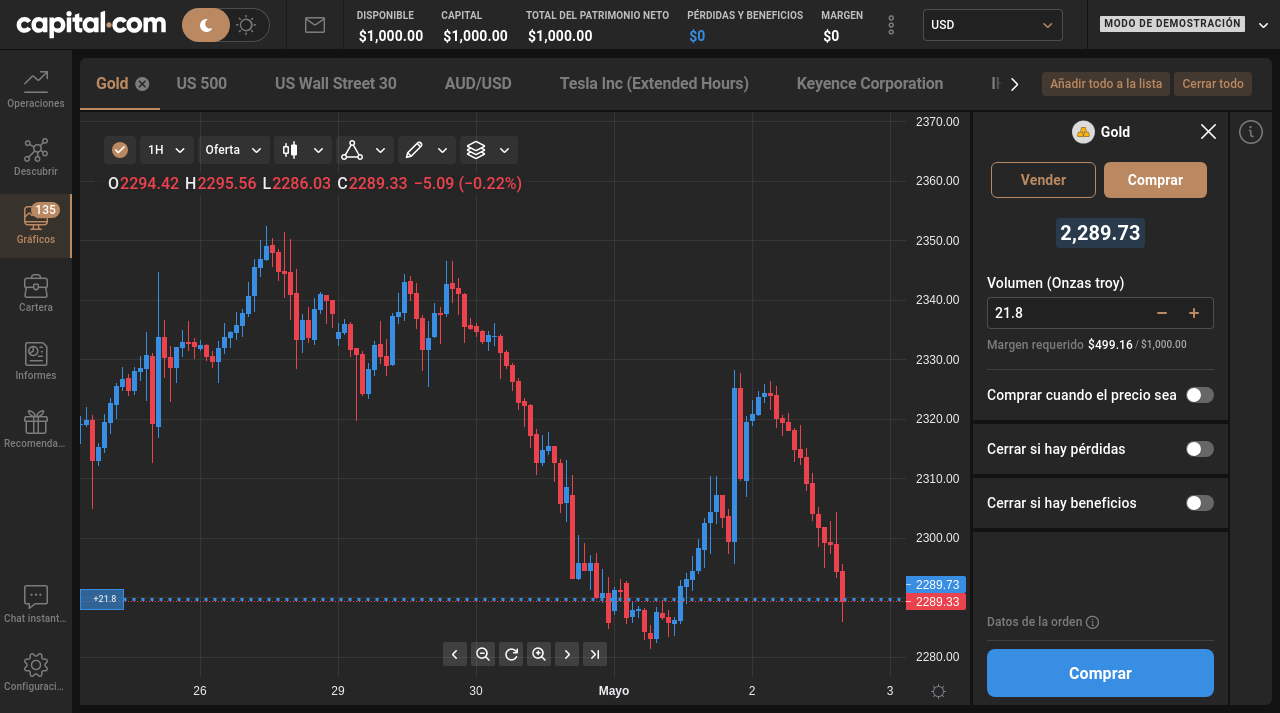 capital.com
DISPONIBLE
$1,000.00
CAPITAL
$1,000.00
TOTAL DEL PATRIMONIO NETO
$1,000.00
PÉRDIDAS Y BENEFICIOS
$0
MARGEN
$0
USD
MODO DE DEMOSTRACIÓN
Operaciones
Descubrir
135
Gráficos
Cartera
Informes
Recomenda...
Chat instant...
Configuraci...
Gold
US 500
US Wall Street 30
AUD/USD
Tesla Inc (Extended Hours)
Keyence Corporation
Añadir todo a la lista
Cerrar todo
1H
Oferta
O2294.42 H2295.56 L2286.03 C2289.33 −5.09 (−0.22%)
2370.00
2360.00
2350.00
2340.00
2330.00
2320.00
2310.00
2300.00
2289.73
2289.33
2280.00
+21.8
26
29
30
Mayo
2
3
Gold
Vender
Comprar
2,289.73
Volumen (Onzas troy)
21.8
Margen requerido $499.16 / $1,000.00
Comprar cuando el precio sea
Cerrar si hay pérdidas
Cerrar si hay beneficios
Datos de la orden
Comprar